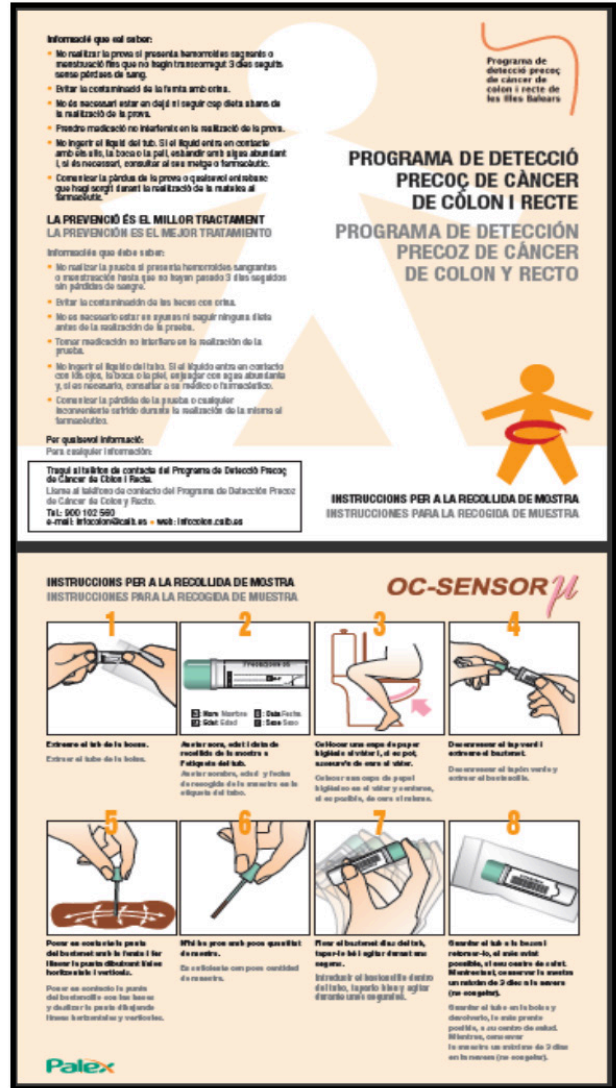 Informació que cal saber:
• No realitzar la prova si presenta hemorroides sagnants o
menstruació fins que no hagin transcorregut 3 dies seguits
sense pèrdues de sang.
• Evitar la contaminació de la femta amb orina.
• No és necessari estar en dejú ni seguir cap dieta abans de
la realització de la prova.
• Prendre medicació no interfereix en la realització de la prova.
• No ingerir el líquid del tub. Si el líquid entra en contacte
amb els ulls, la boca o la pell, esbandir amb aigua abundant
i, si és necessari, consultar al seu metge o farmacèutic.
• Comunicar la pèrdua de la prova o qualsevol entrebanc
que hagi sorgit durant la realització de la mateixa al
farmacèutic.
LA PREVENCIÓ ÉS EL MILLOR TRACTAMENT
LA PREVENCIÓN ES EL MEJOR TRATAMIENTO
Información que debe saber:
• No realizar la prueba si presenta hemorroides sangrantes
o menstruación hasta que no hayan pasado 3 días seguidos
sin pérdidas de sangre.
• Evitar la contaminación de las heces con orina.
• No es necesario estar en ayunas ni seguir ninguna dieta
antes de la realización de la prueba.
• Tomar medicación no interfiere en la realización de la
prueba.
• No ingerir el líquido del tubo. Si el líquido entra en contacto
con los ojos, la boca o la piel, enjuagar con agua abundante
y, si es necesario, consultar a su médico o farmacéutico.
• Comunicar la pérdida de la prueba o cualquier
inconveniente sufrido durante la realización de la misma al
farmacéutico.
Per qualsevol informació:
Para cualquier información:
Truqui al telèfon de contacte del Programa de Detecció Precoç
de Càncer de Còlon i Recte.
Llame al teléfono de contacto del Programa de Detección Precoz
de Cáncer de Colon y Recto.
Tel.: 900 102 560
e-mail: infocolon@caib.es • web: infocolon.caib.es
Programa de
detecció precoç
de càncer de
colon i recte de
les Illes Balears
PROGRAMA DE DETECCIÓ
PRECOÇ DE CÀNCER
DE CÒLON I RECTE
PROGRAMA DE DETECCIÓN
PRECOZ DE CÁNCER
DE COLON Y RECTO
INSTRUCCIONS PER A LA RECOLLIDA DE MOSTRA
INSTRUCCIONES PARA LA RECOGIDA DE MUESTRA
INSTRUCCIONS PER A LA RECOLLIDA DE MOSTRA
INSTRUCCIONES PARA LA RECOGIDA DE MUESTRA
OC-SENSOR µ
1
Extreure el tub de la bossa.
Extraer el tubo de la bolsa.
2
Nom Nombre Data Fecha
Edat Edad Sexe Sexo
Anotar nom, edat i data de
recollida de la mostra a
l'etiqueta del tub.
Anotar nombre, edad y fecha
de recogida de la muestra en la
etiqueta del tubo.
3
Col·locar una capa de paper
higiènic al vàter i, si es pot,
asseure's de cara al vàter.
Colocar una capa de papel
higiénico en el váter y sentarse,
si es posible, de cara al mismo.
4
Desenroscar el tap verd i
extreure el bastonet.
Desenroscar el tapón verde y
extraer el bastoncillo.
5
Posar en contacte la punta
del bastonet amb la femta i fer
lliscar la punta dibuixant línies
horitzontals i verticals.
Poner en contacto la punta
del bastoncillo con las heces
y deslizar la punta dibujando
líneas horizontales y verticales.
6
N'hi ha prou amb poca quantitat
de mostra.
Es suficiente con poca cantidad
de muestra.
7
Ficar el bastonet dins del tub,
tapar-lo bé i agitar durant uns
segons.
Introducir el bastoncillo dentro
del tubo, taparlo bien y agitar
durante unos segundos.
8
Guardar el tub a la bossa i
retornar-lo, el més aviat
possible, al seu centre de salut.
Mentrestant, conservar la mostra
un màxim de 3 dies a la nevera
(no congelar).
Guardar el tubo en la bolsa y
devolverlo, lo más pronto
posible, a su centro de salud.
Mientras, conservar
la muestra un máximo de 3 días
en la nevera (no congelar).
Palex